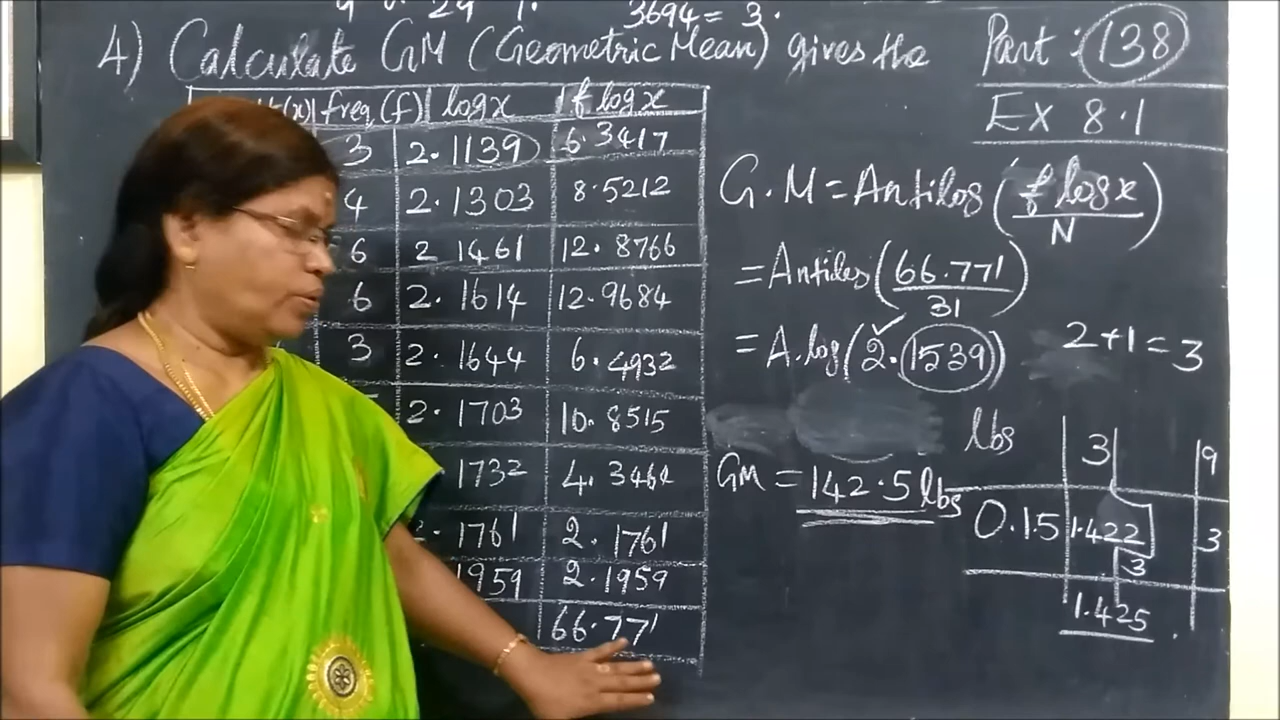 3694 = 3.
4) Calculate GM (Geometric Mean) gives the
Part : 138
Ex 8.1
(x) | freq (f) | log x | f log x
3 | 2.1139 | 6.3417
4 | 2.1303 | 8.5212
6 | 2 1461 | 12.8766
6 | 2.1614 | 12.9684
3 | 2.1644 | 6.4932
2.1703 | 10.8515
1732 | 4.3464
2.1761 | 2.1761
1959 | 2.1959
66.771
G.M = Antilog (f log x / N)
= Antilog (66.771 / 31)
= A.log (2.1539)
2+1 = 3
GM = 142.5 lbs
lbs
3 | 9
0.15 | 1.422 | 3
3
1.425